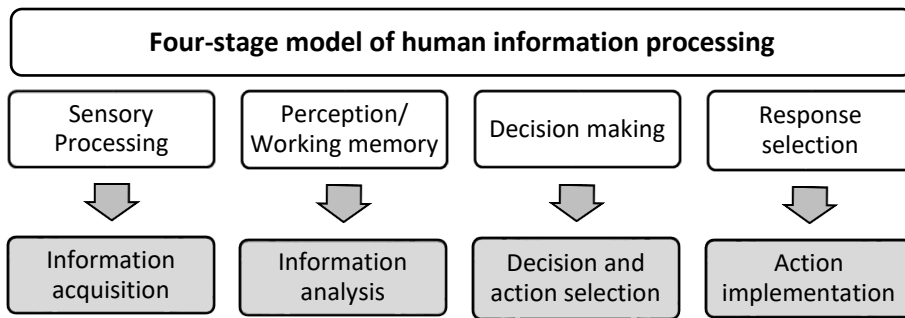 Four-stage model of human information processing
Sensory
Processing
Perception/
Working memory
Decision making
Response
selection
Information
acquisition
Information
analysis
Decision and
action selection
Action
implementation